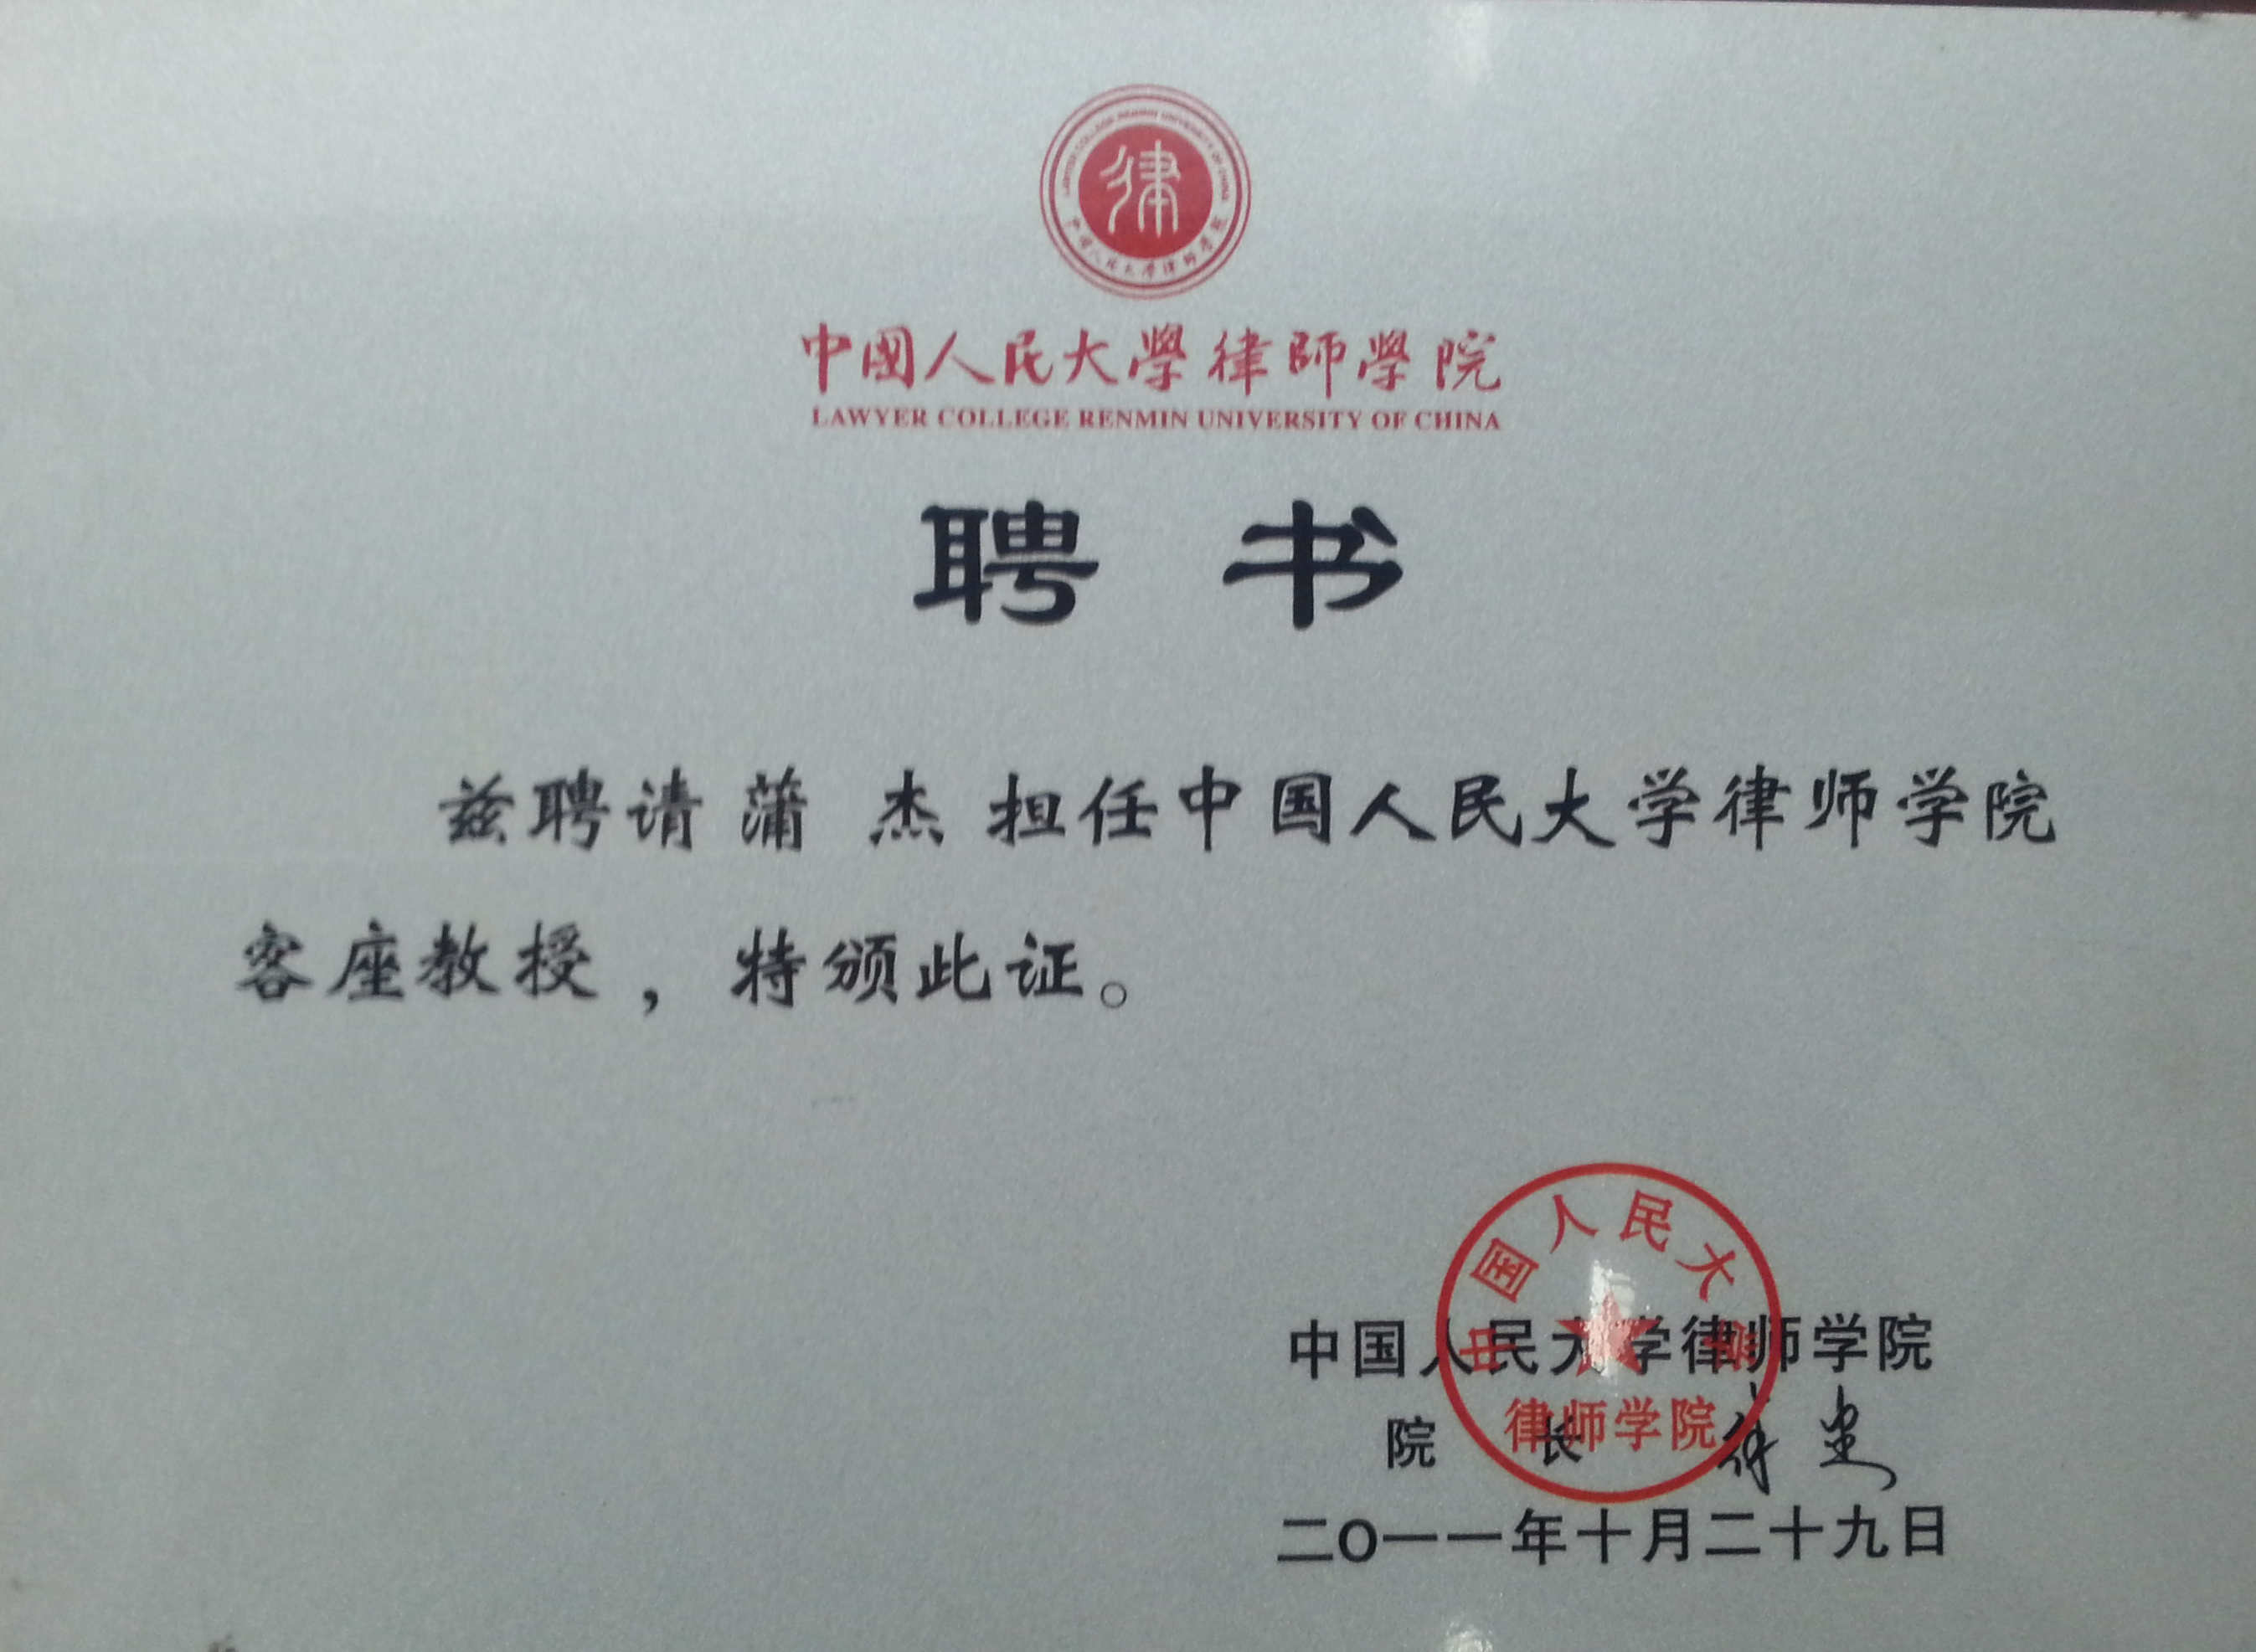 律
LAWYER COLLEGE RENMIN UNIVERSITY OF CHINA
中国人民大学律师学院
中國人民大學律師學院
LAWYER COLLEGE RENMIN UNIVERSITY OF CHINA
聘 书
兹聘请 蒲 杰 担任中国人民大学律师学院
客座教授，特颁此证。
中国人民大学
律师学院
中国人民大学律师学院
院 长
二〇一一年十月二十九日